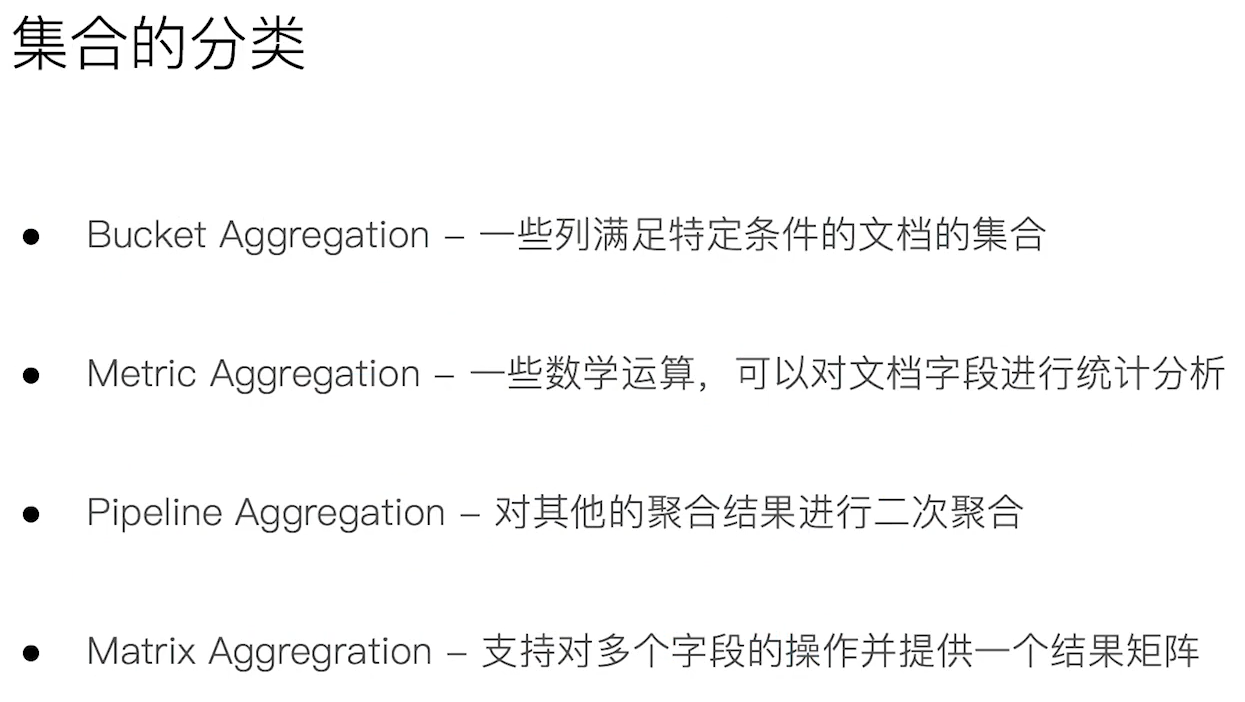 集合的分类
● Bucket Aggregation – 一些列满足特定条件的文档的集合
● Metric Aggregation – 一些数学运算，可以对文档字段进行统计分析
● Pipeline Aggregation – 对其他的聚合结果进行二次聚合
● Matrix Aggregration – 支持对多个字段的操作并提供一个结果矩阵